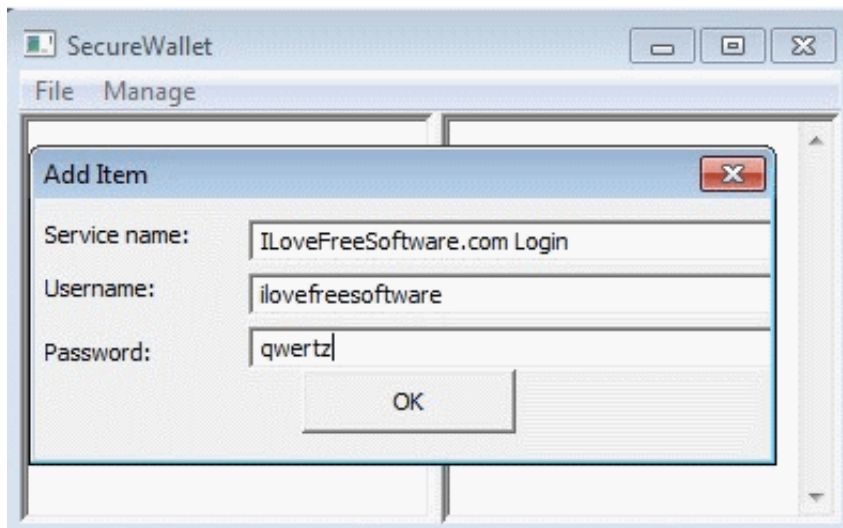 SecureWallet
File Manage
Add Item
Service name: ILoveFreeSoftware.com Login
Username: ilovefreesoftware
Password: qwertz
OK